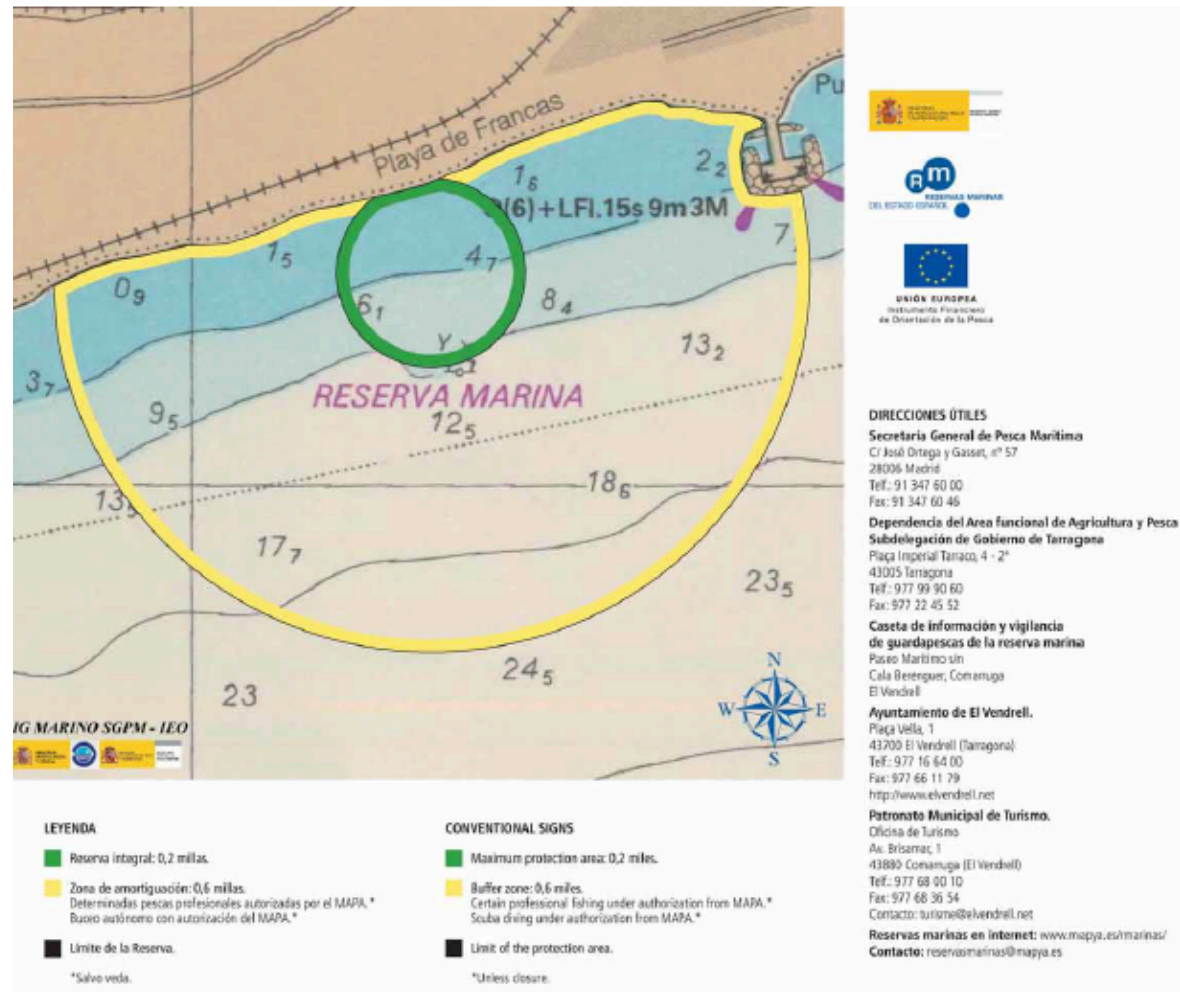 Playa de Francas
Pu
1₆
2₂
(6)+LFl.15s 9m3M
7
1₅
4₇
0₉
6₁
8₄
Y
13₂
3₇
RESERVA MARINA
9₅
12₅
13₅
18₆
17₇
23₅
24₅
23
N
W E
S
IG MARINO SGPM - IEO
Rm
RESERVAS MARINAS
DEL ESTADO ESPAÑOL
UNIÓN EUROPEA
Instrumento Financiero
de Orientación de la Pesca
DIRECCIONES ÚTILES
Secretaría General de Pesca Marítima
C/ José Ortega y Gasset, nº 57
28006 Madrid
Telf.: 91 347 60 00
Fax: 91 347 60 46
Dependencia del Area funcional de Agricultura y Pesca
Subdelegación de Gobierno de Tarragona
Plaça Imperial Tarraco, 4 - 2ª
43005 Tarragona
Telf.: 977 99 90 60
Fax: 977 22 45 52
Caseta de información y vigilancia
de guardapescas de la reserva marina
Paseo Marítimo s/n
Cala Berenguer, Comarruga
El Vendrell
Ayuntamiento de El Vendrell.
Plaça Vella, 1
43700 El Vendrell (Tarragona)
Telf.: 977 16 64 00
Fax: 977 66 11 79
http://www.elvendrell.net
Patronato Municipal de Turismo.
Oficina de Turismo
Av. Brisamar, 1
43880 Comarruga (El Vendrell)
Telf.: 977 68 00 10
Fax: 977 68 36 54
Contacto: turisme@elvendrell.net
Reservas marinas en internet: www.mapya.es/rmarinas/
Contacto: reservasmarinas@mapya.es
LEYENDA
Reserva integral: 0,2 millas.
Zona de amortiguación: 0,6 millas.
Determinadas pescas profesionales autorizadas por el MAPA.*
Buceo autónomo con autorización del MAPA.*
Límite de la Reserva.
*Salvo veda.
CONVENTIONAL SIGNS
Maximum protection area: 0,2 miles.
Buffer zone: 0,6 miles.
Certain professional fishing under authorization from MAPA.*
Scuba diving under authorization from MAPA.*
Limit of the protection area.
*Unless closure.